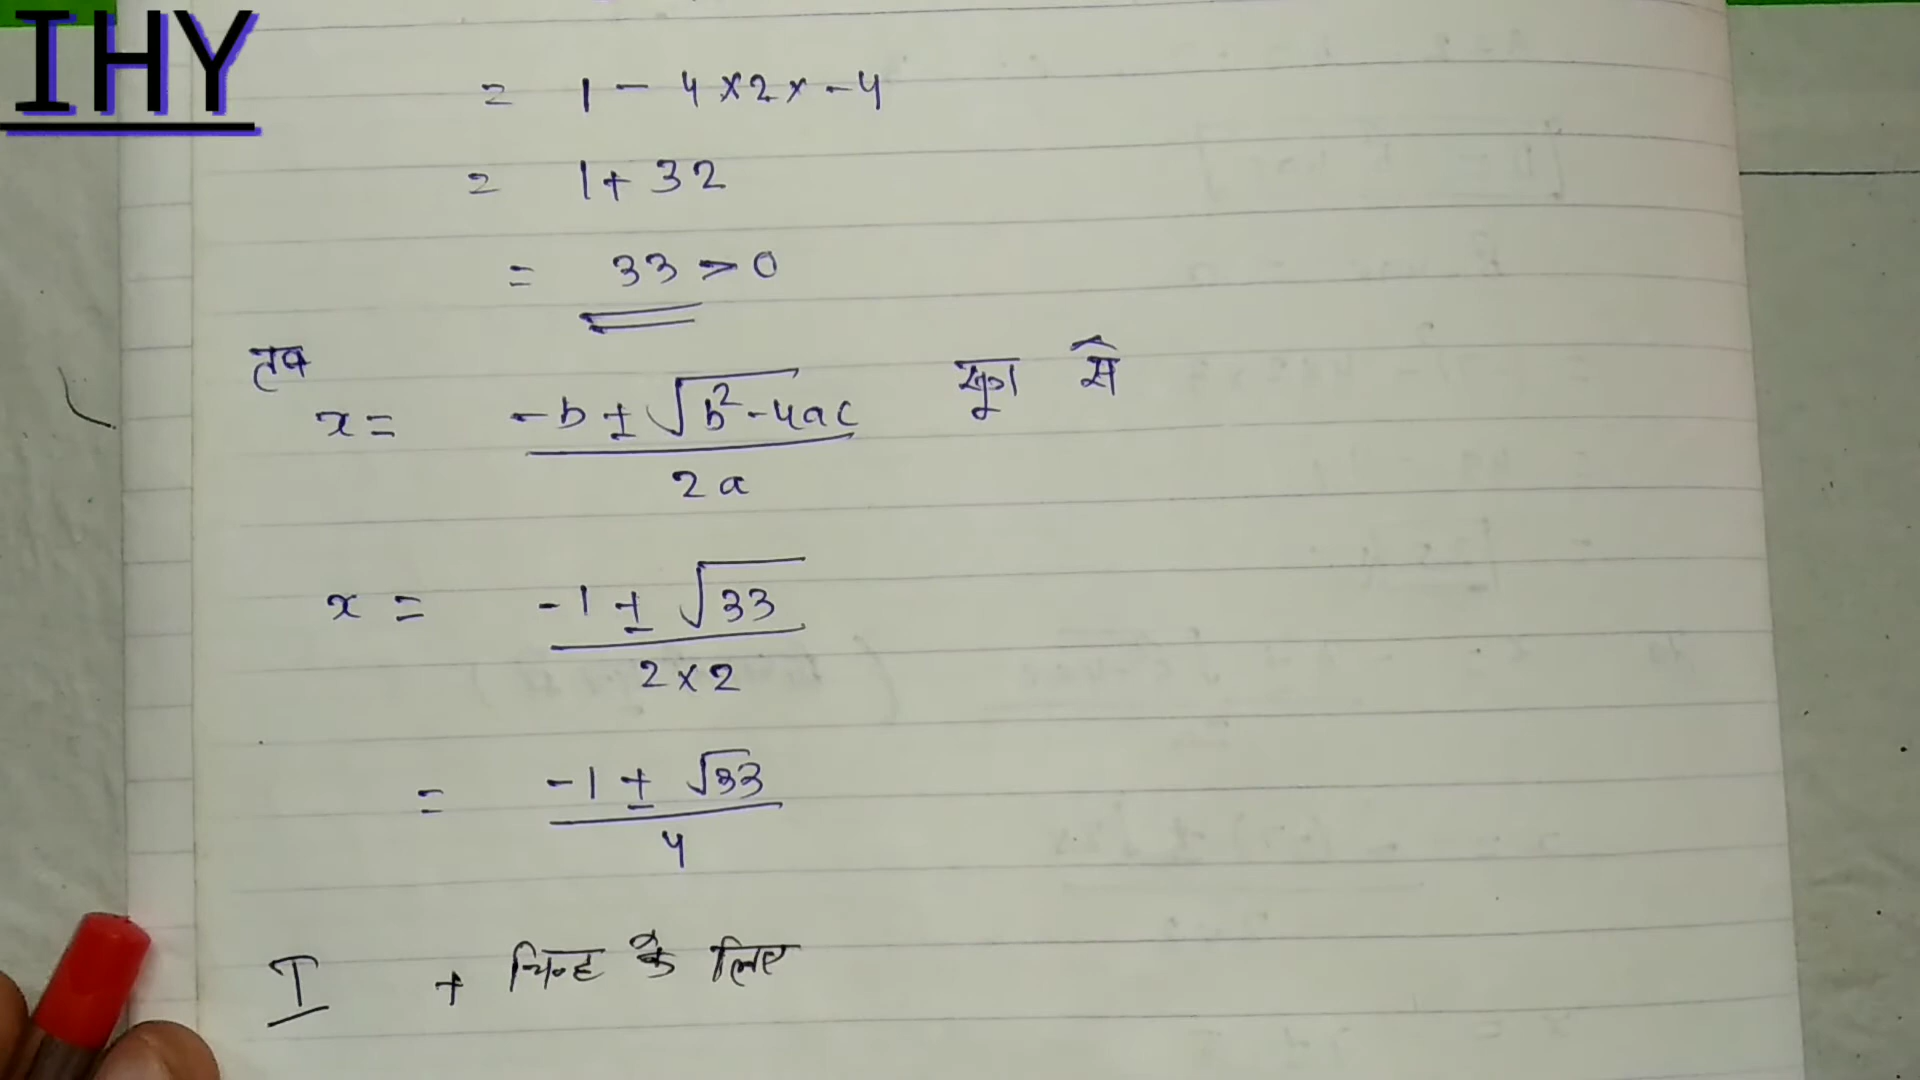 IHY
= 1 - 4 × 2 × -4
= 1 + 32
= 33 > 0
तब
x = -b ± √b² - 4ac / 2a सूत्र से
x = -1 ± √33 / 2 × 2
= -1 ± √33 / 4
I + चिन्ह के लिए